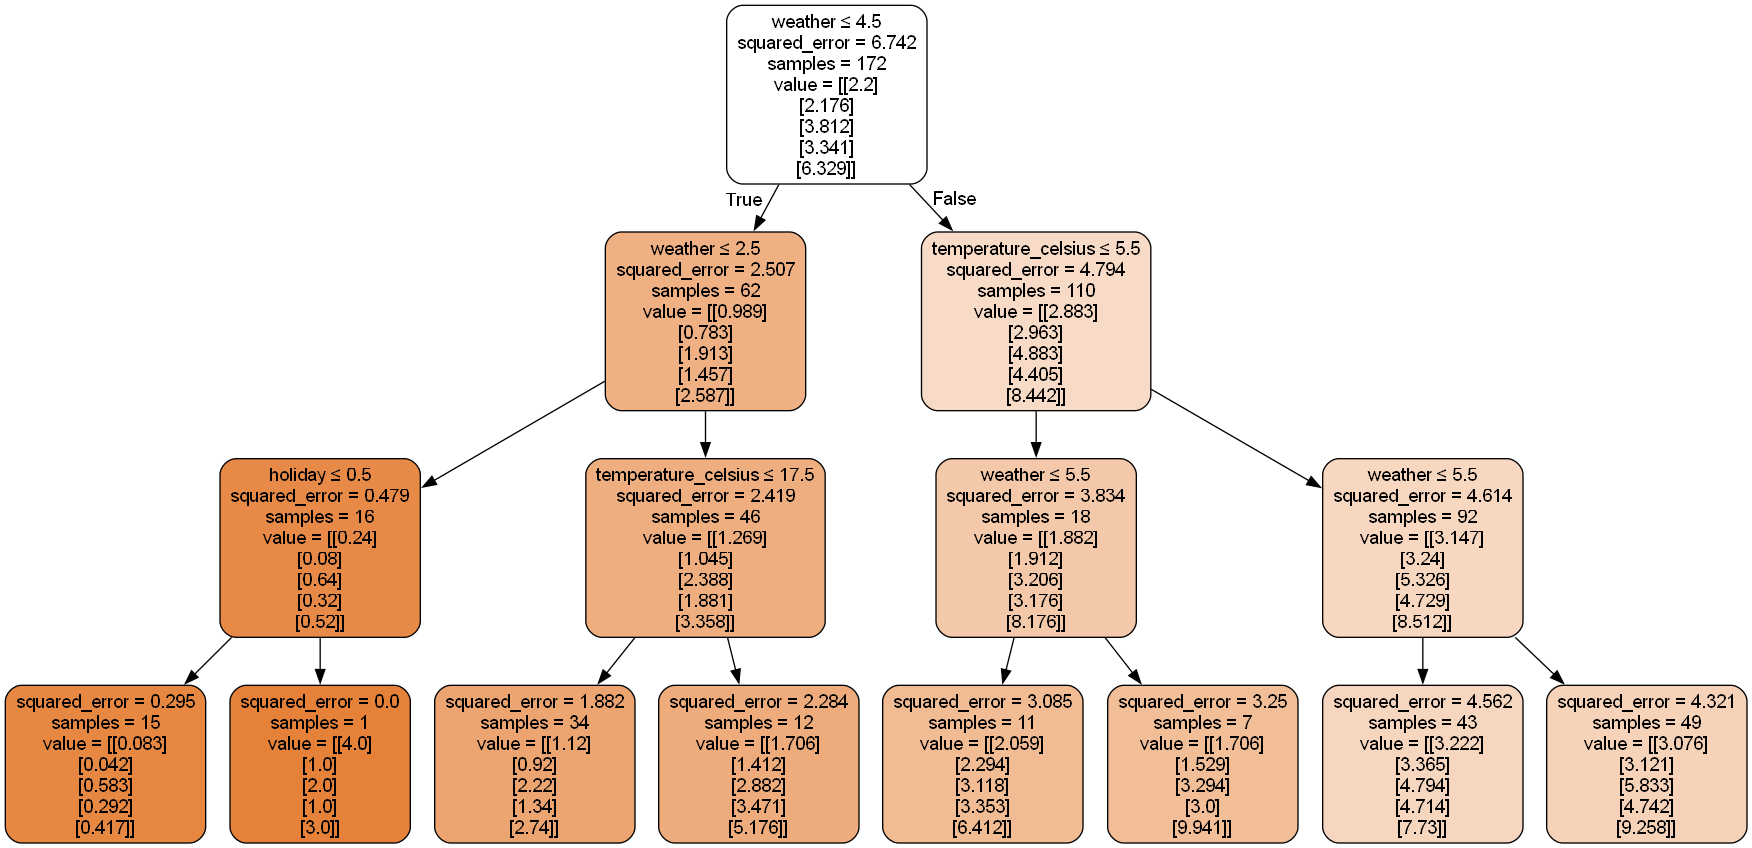 weather ≤ 4.5
squared_error = 6.742
samples = 172
value = [[2.2]
[2.176]
[3.812]
[3.341]
[6.329]]
True
False
weather ≤ 2.5
squared_error = 2.507
samples = 62
value = [[0.989]
[0.783]
[1.913]
[1.457]
[2.587]]
temperature_celsius ≤ 5.5
squared_error = 4.794
samples = 110
value = [[2.883]
[2.963]
[4.883]
[4.405]
[8.442]]
holiday ≤ 0.5
squared_error = 0.479
samples = 16
value = [[0.24]
[0.08]
[0.64]
[0.32]
[0.52]]
temperature_celsius ≤ 17.5
squared_error = 2.419
samples = 46
value = [[1.269]
[1.045]
[2.388]
[1.881]
[3.358]]
weather ≤ 5.5
squared_error = 3.834
samples = 18
value = [[1.882]
[1.912]
[3.206]
[3.176]
[8.176]]
weather ≤ 5.5
squared_error = 4.614
samples = 92
value = [[3.147]
[3.24]
[5.326]
[4.729]
[8.512]]
squared_error = 0.295
samples = 15
value = [[0.083]
[0.042]
[0.583]
[0.292]
[0.417]]
squared_error = 0.0
samples = 1
value = [[4.0]
[1.0]
[2.0]
[1.0]
[3.0]]
squared_error = 1.882
samples = 34
value = [[1.12]
[0.92]
[2.22]
[1.34]
[2.74]]
squared_error = 2.284
samples = 12
value = [[1.706]
[1.412]
[2.882]
[3.471]
[5.176]]
squared_error = 3.085
samples = 11
value = [[2.059]
[2.294]
[3.118]
[3.353]
[6.412]]
squared_error = 3.25
samples = 7
value = [[1.706]
[1.529]
[3.294]
[3.0]
[9.941]]
squared_error = 4.562
samples = 43
value = [[3.222]
[3.365]
[4.794]
[4.714]
[7.73]]
squared_error = 4.321
samples = 49
value = [[3.076]
[3.121]
[5.833]
[4.742]
[9.258]]